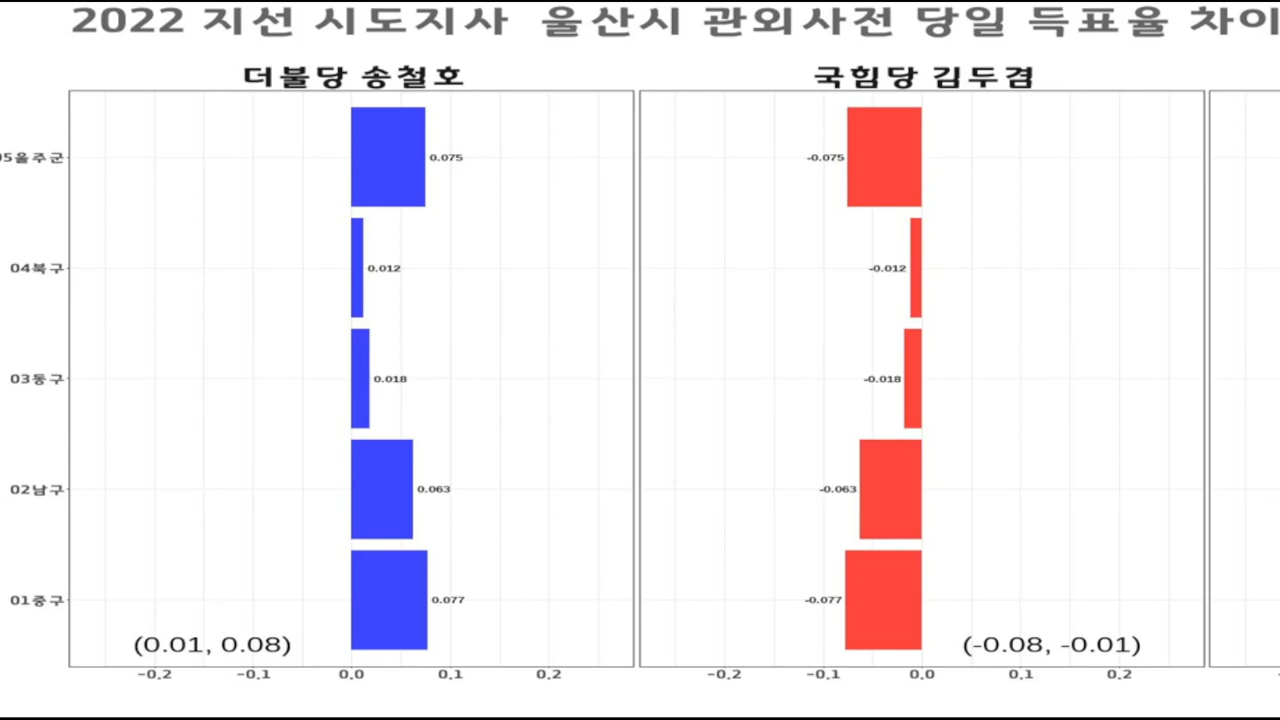 2022 지선 시도지사 울산시 관외사전 당일 득표율 차이
더불당 송철호
국힘당 김두겸
05울주군
0.075
-0.075
04북구
0.012
-0.012
03동구
0.018
-0.018
02남구
0.063
-0.063
01중구
0.077
-0.077
(0.01, 0.08)
(-0.08, -0.01)
-0.2 -0.1 0.0 0.1 0.2
-0.2 -0.1 0.0 0.1 0.2